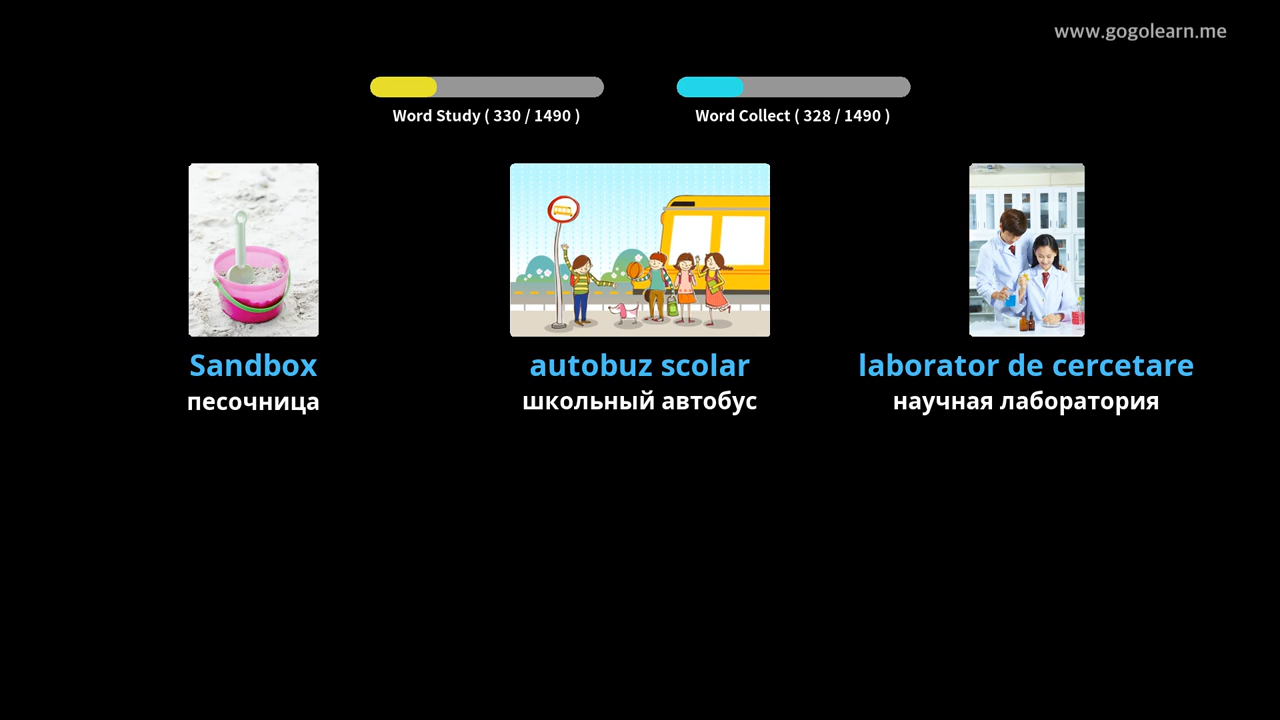 www.gogolearn.me
Word Study ( 330 / 1490 )
Word Collect ( 328 / 1490 )
Sandbox
песочница
autobuz scolar
школьный автобус
laborator de cercetare
научная лаборатория